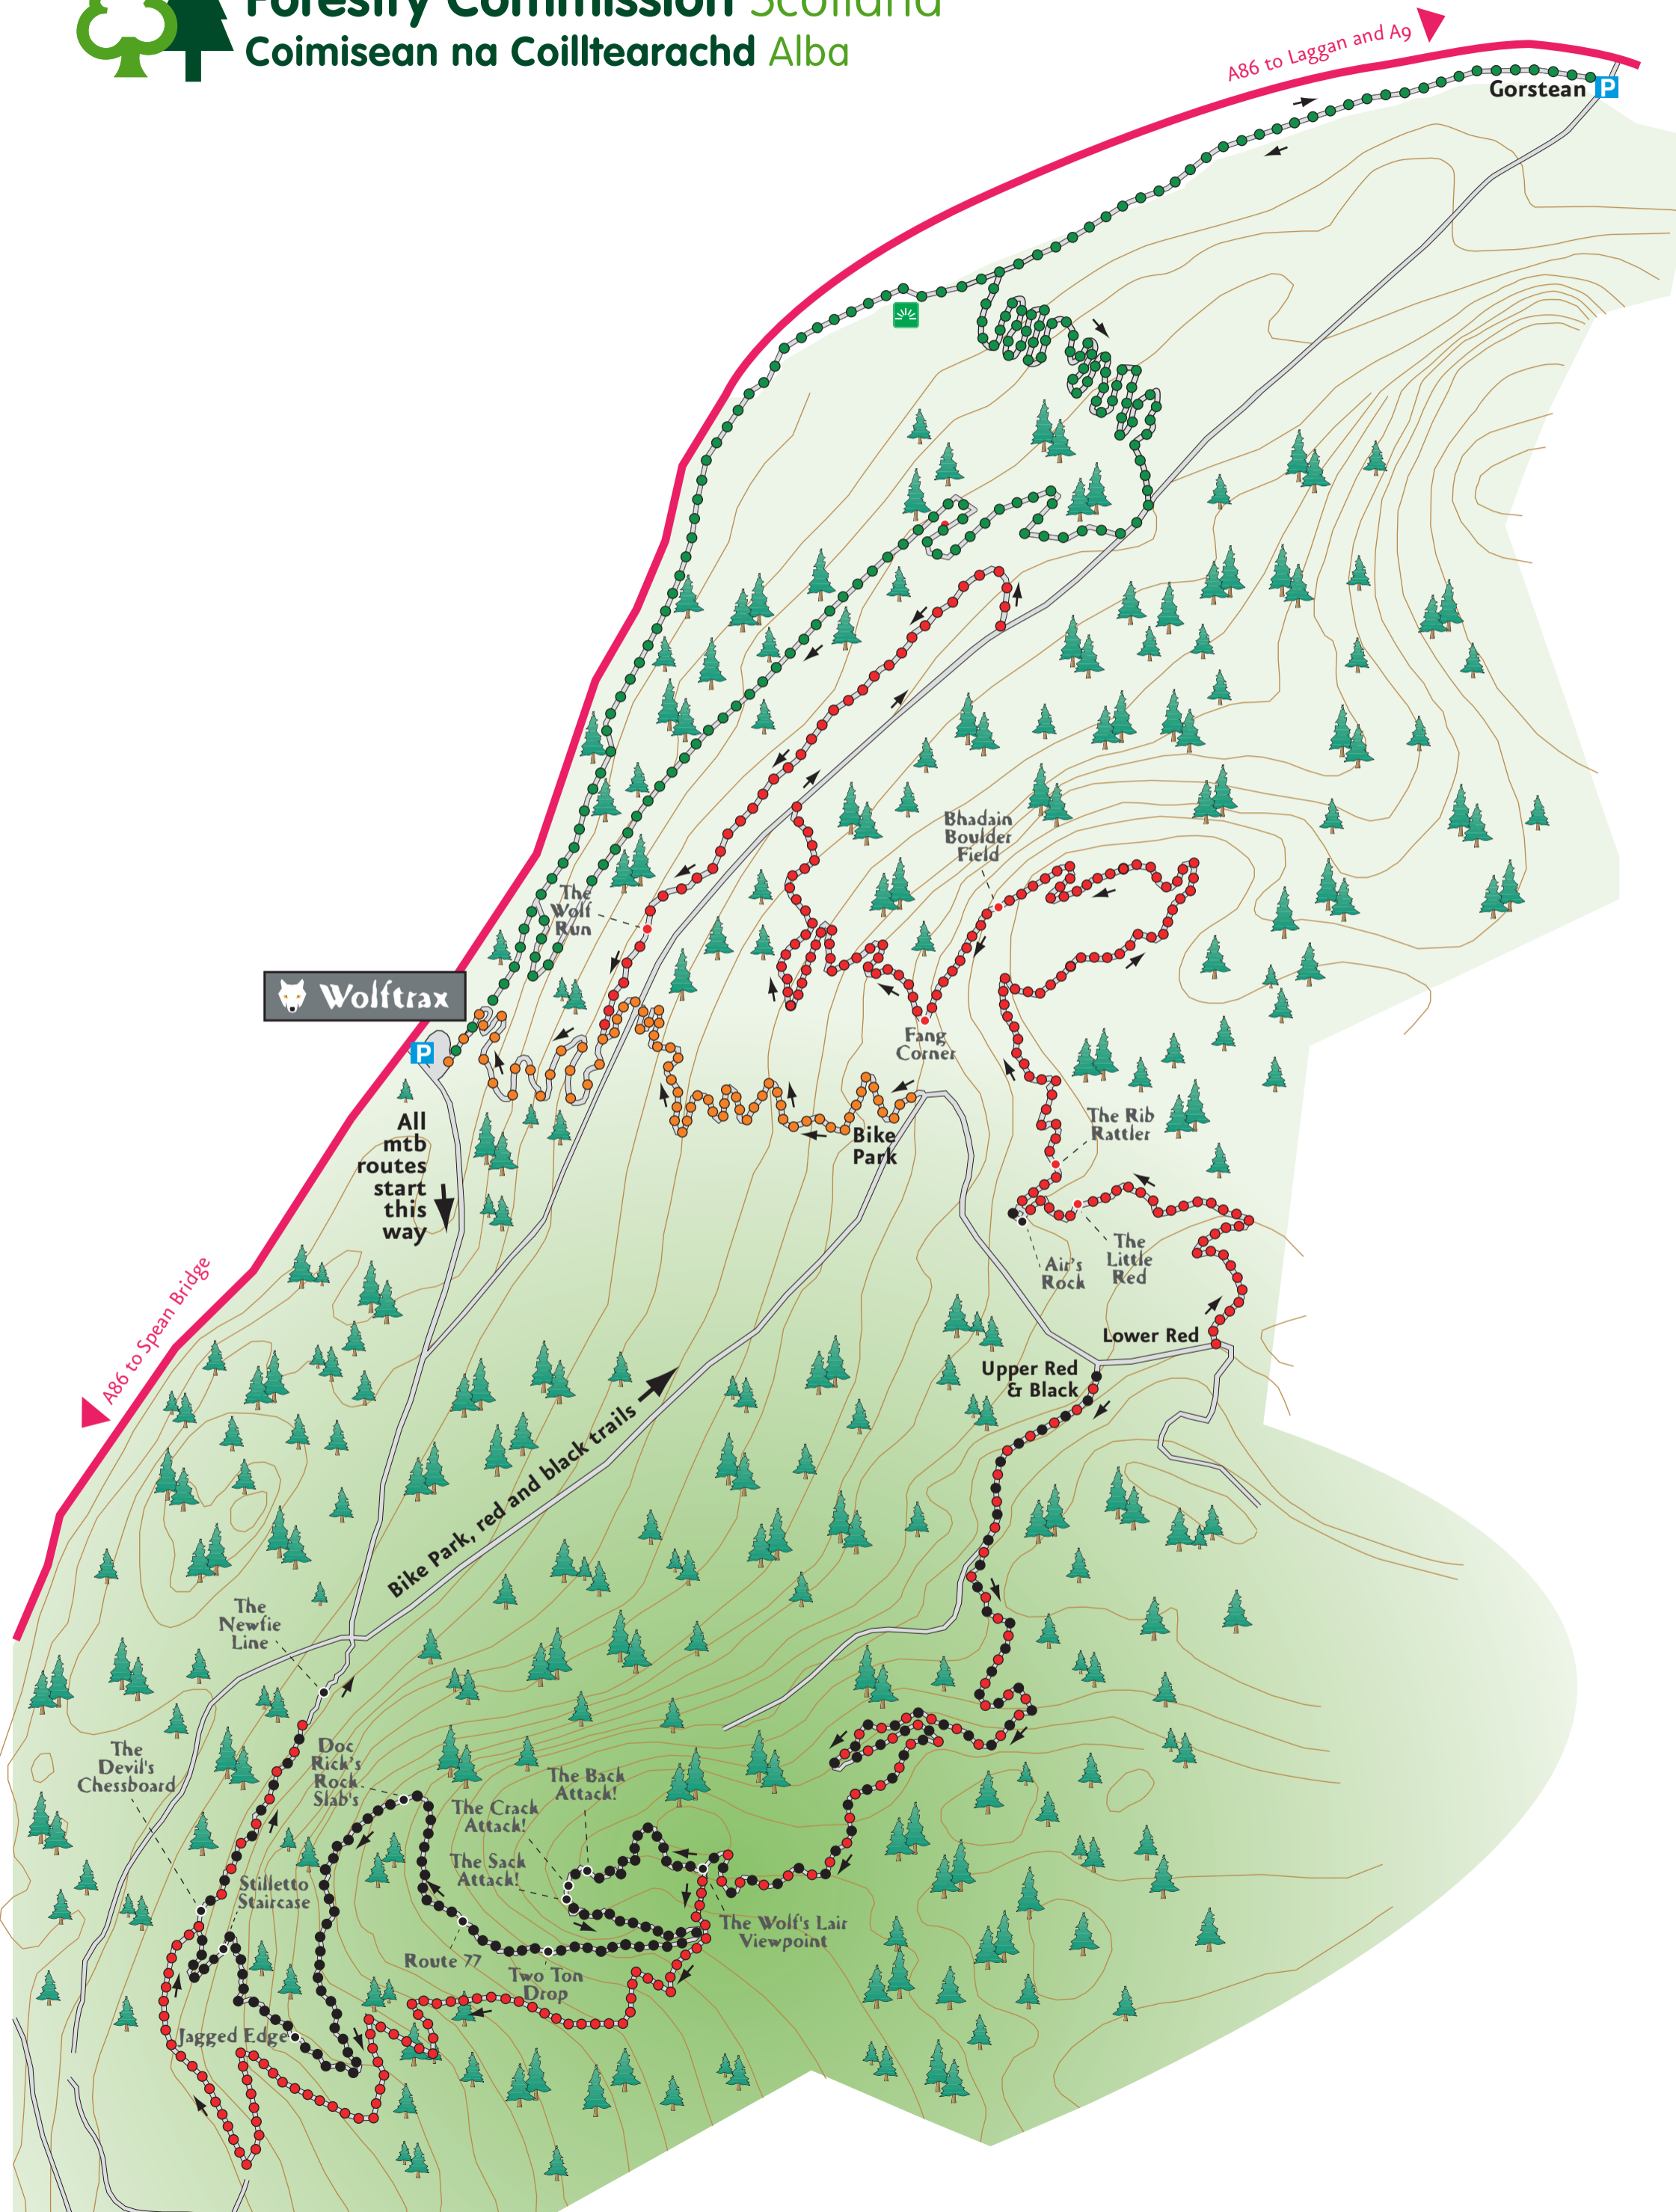 Forestry Commission Scotland
Coimisean na Coilltearachd Alba
A86 to Laggan and A9
Gorstean P
Bhadain
Boulder
Field
The
Wolf
Run
Wolftrax
P
Fang
Corner
All
mtb
routes
start
this
way
Bike
Park
The Rib
Rattler
The
Little
Red
Air's
Rock
A86 to Spean Bridge
Lower Red
Upper Red
& Black
Bike Park, red and black trails
The
Newfie
Line
The
Devil's
Chessboard
Doc
Rick's
Rock
Slab's
The Back
Attack!
The Crack
Attack!
The Sack
Attack!
Stilletto
Staircase
The Wolf's Lair
Viewpoint
Route 77
Two Ton
Drop
Jagged Edge